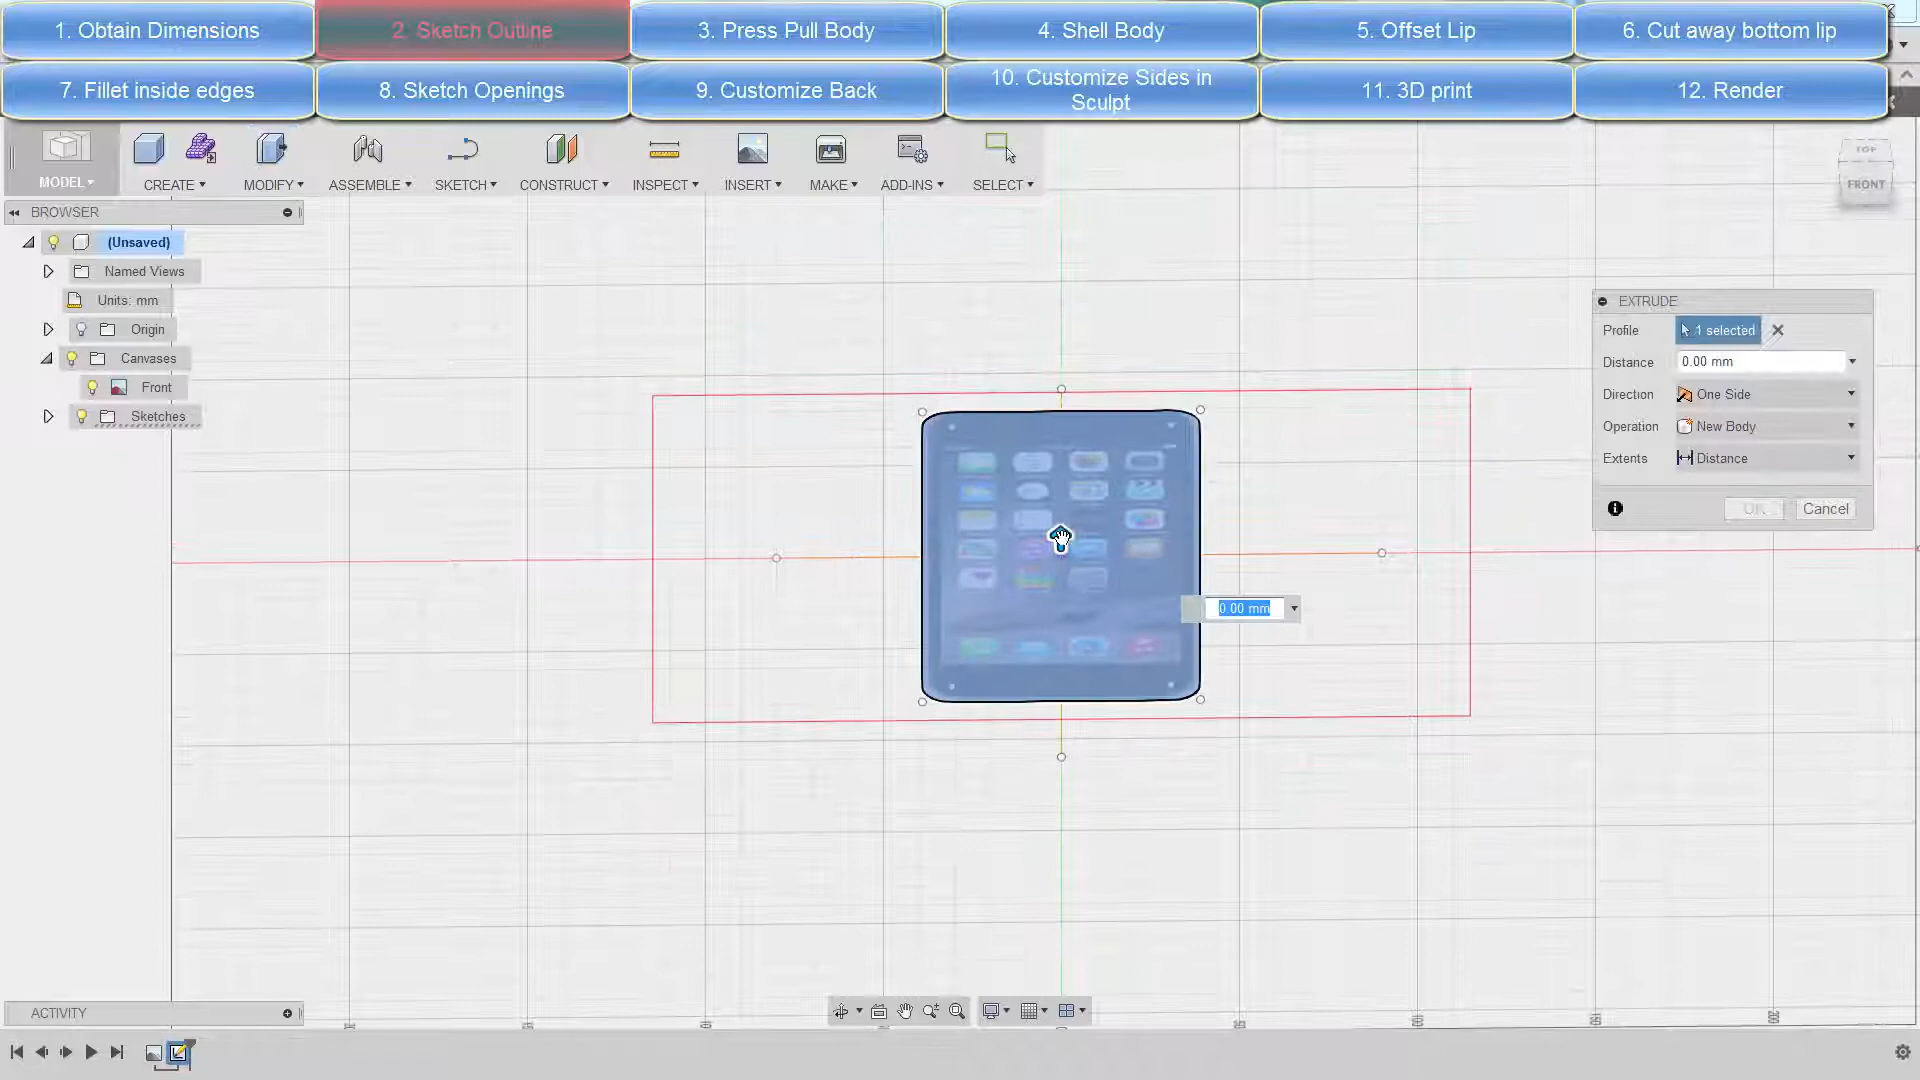 1. Obtain Dimensions
2. Sketch Outline
3. Press Pull Body
4. Shell Body
5. Offset Lip
6. Cut away bottom lip
7. Fillet inside edges
8. Sketch Openings
9. Customize Back
10. Customize Sides in
Sculpt
11. 3D print
12. Render
MODEL
CREATE
MODIFY
ASSEMBLE
SKETCH
CONSTRUCT
INSPECT
INSERT
MAKE
ADD-INS
SELECT
TOP
FRONT
BROWSER
(Unsaved)
Named Views
Units: mm
Origin
Canvases
Front
Sketches
EXTRUDE
Profile 1 selected
Distance 0.00 mm
Direction One Side
Operation New Body
Extents Distance
OK Cancel
0.00 mm
ACTIVITY